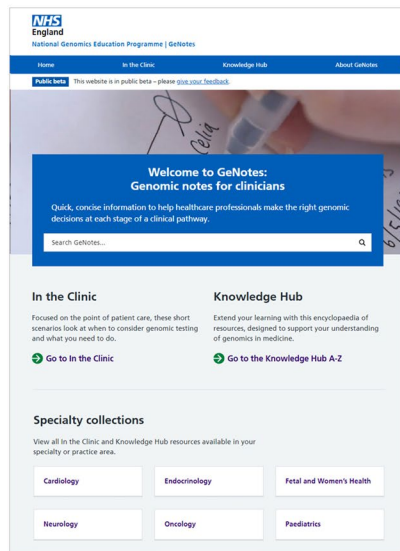 NHS
England
National Genomics Education Programme | GeNotes
Home In the Clinic Knowledge Hub About GeNotes
Public beta This website is in public beta – please give your feedback.
Celia
Welcome to GeNotes:
Genomic notes for clinicians
Quick, concise information to help healthcare professionals make the right genomic
decisions at each stage of a clinical pathway.
Search GeNotes...
In the Clinic
Focused on the point of patient care, these short
scenarios look at when to consider genomic testing
and what you need to do.
Go to In the Clinic
Knowledge Hub
Extend your learning with this encyclopaedia of
resources, designed to support your understanding
of genomics in medicine.
Go to the Knowledge Hub A-Z
Specialty collections
View all In the Clinic and Knowledge Hub resources available in your
specialty or practice area.
Cardiology Endocrinology Fetal and Women's Health
Neurology Oncology Paediatrics